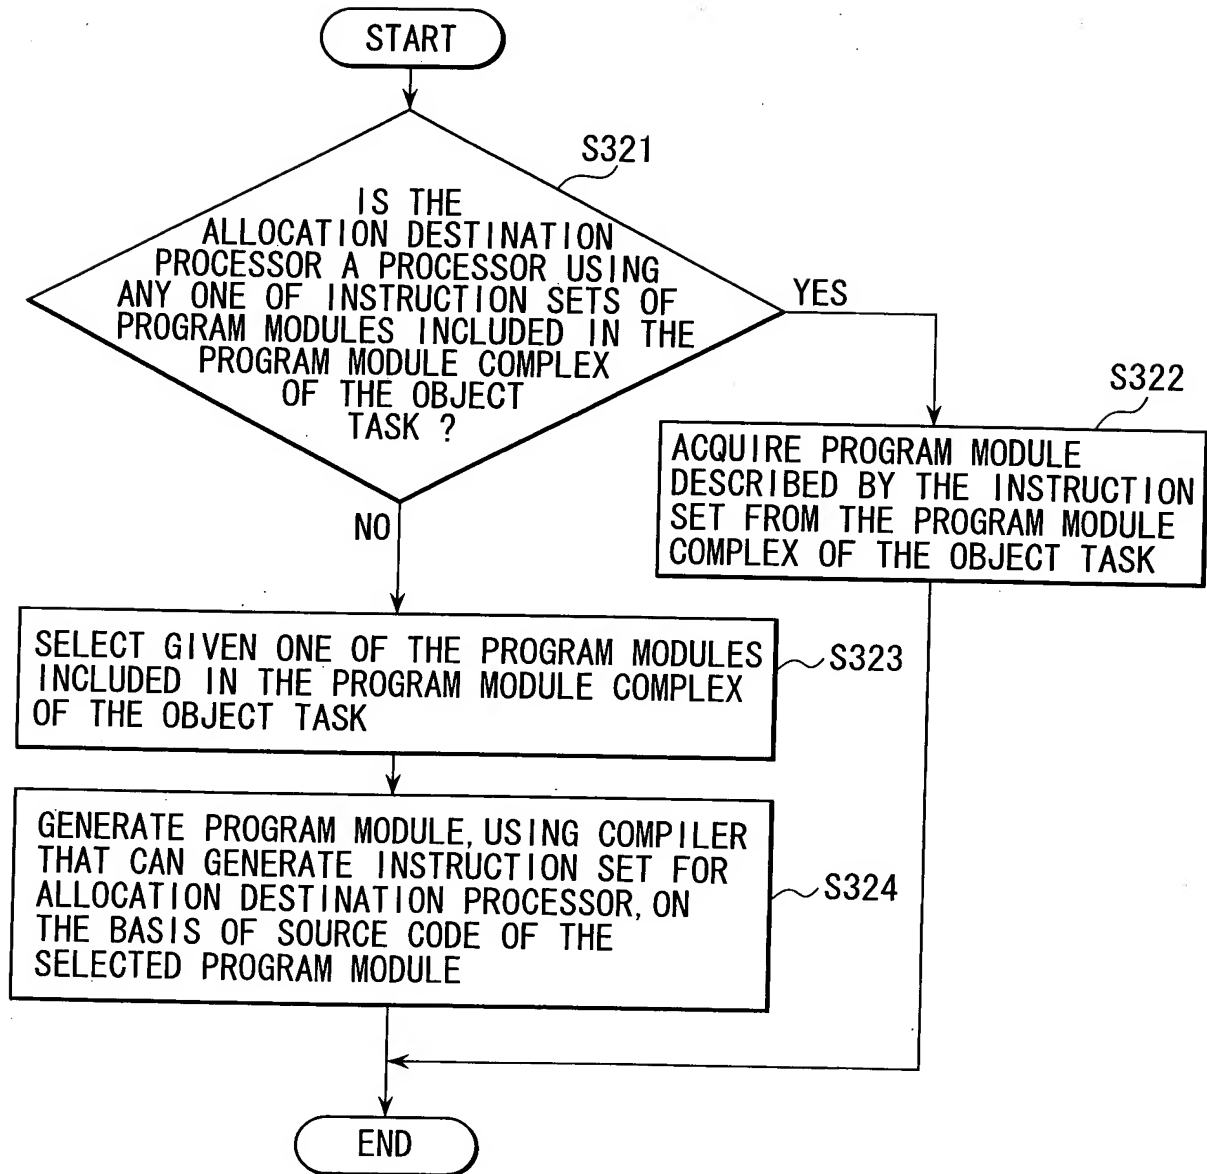 START
S321
IS THE
ALLOCATION DESTINATION
PROCESSOR A PROCESSOR USING
ANY ONE OF INSTRUCTION SETS OF
PROGRAM MODULES INCLUDED IN THE
PROGRAM MODULE COMPLEX
OF THE OBJECT
TASK ?
YES
NO
S322
ACQUIRE PROGRAM MODULE
DESCRIBED BY THE INSTRUCTION
SET FROM THE PROGRAM MODULE
COMPLEX OF THE OBJECT TASK
SELECT GIVEN ONE OF THE PROGRAM MODULES
INCLUDED IN THE PROGRAM MODULE COMPLEX
OF THE OBJECT TASK
S323
GENERATE PROGRAM MODULE, USING COMPILER
THAT CAN GENERATE INSTRUCTION SET FOR
ALLOCATION DESTINATION PROCESSOR, ON
THE BASIS OF SOURCE CODE OF THE
SELECTED PROGRAM MODULE
S324
END